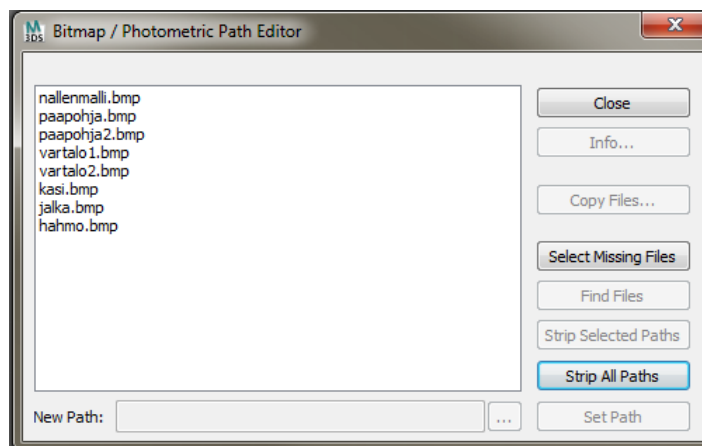 M
3DS
Bitmap / Photometric Path Editor
nallenmalli.bmp
paapohja.bmp
paapohja2.bmp
vartalo1.bmp
vartalo2.bmp
kasi.bmp
jalka.bmp
hahmo.bmp
Close
Info...
Copy Files...
Select Missing Files
Find Files
Strip Selected Paths
Strip All Paths
New Path:
...
Set Path